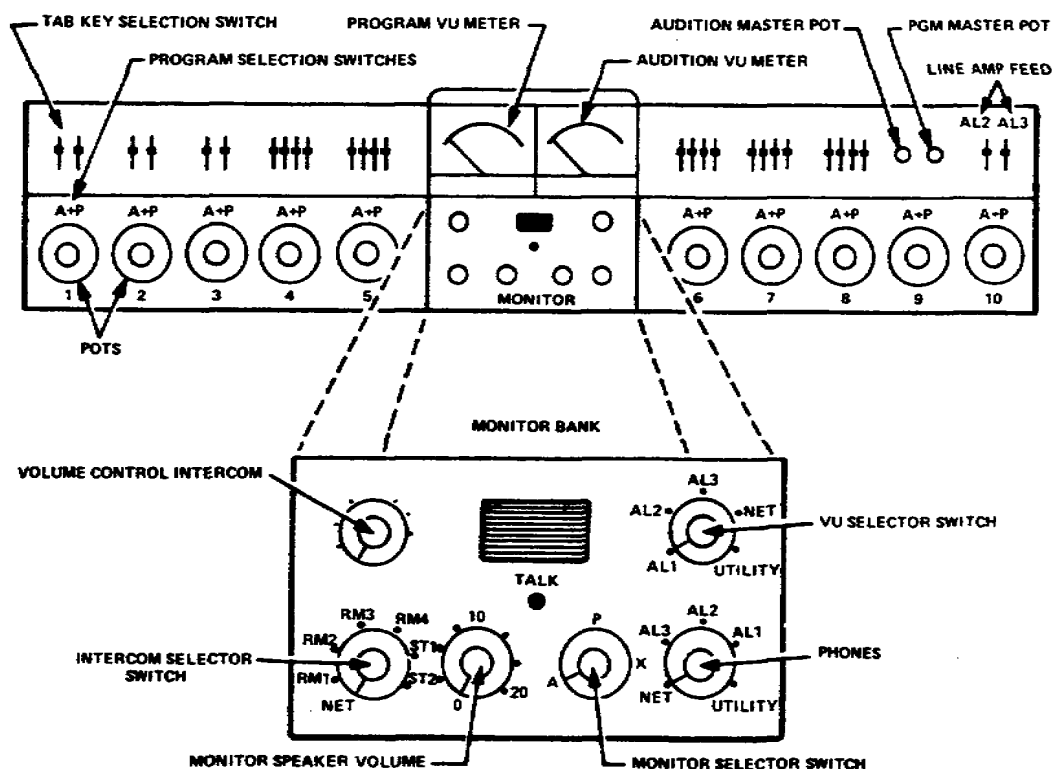 TAB KEY SELECTION SWITCH
PROGRAM VU METER
AUDITION MASTER POT
PGM MASTER POT
PROGRAM SELECTION SWITCHES
AUDITION VU METER
LINE AMP FEED
AL2 AL3
A+P A+P A+P A+P A+P
A+P A+P A+P A+P A+P
1 2 3 4 5
MONITOR
6 7 8 9 10
POTS
MONITOR BANK
VOLUME CONTROL INTERCOM
AL3
AL2
NET
VU SELECTOR SWITCH
AL1
UTILITY
TALK
RM3
RM4
10
P
AL2
RM2
ST1
AL3
AL1
INTERCOM SELECTOR
SWITCH
X
PHONES
RM1
ST2
A
NET
0
20
NET
UTILITY
MONITOR SPEAKER VOLUME
MONITOR SELECTOR SWITCH